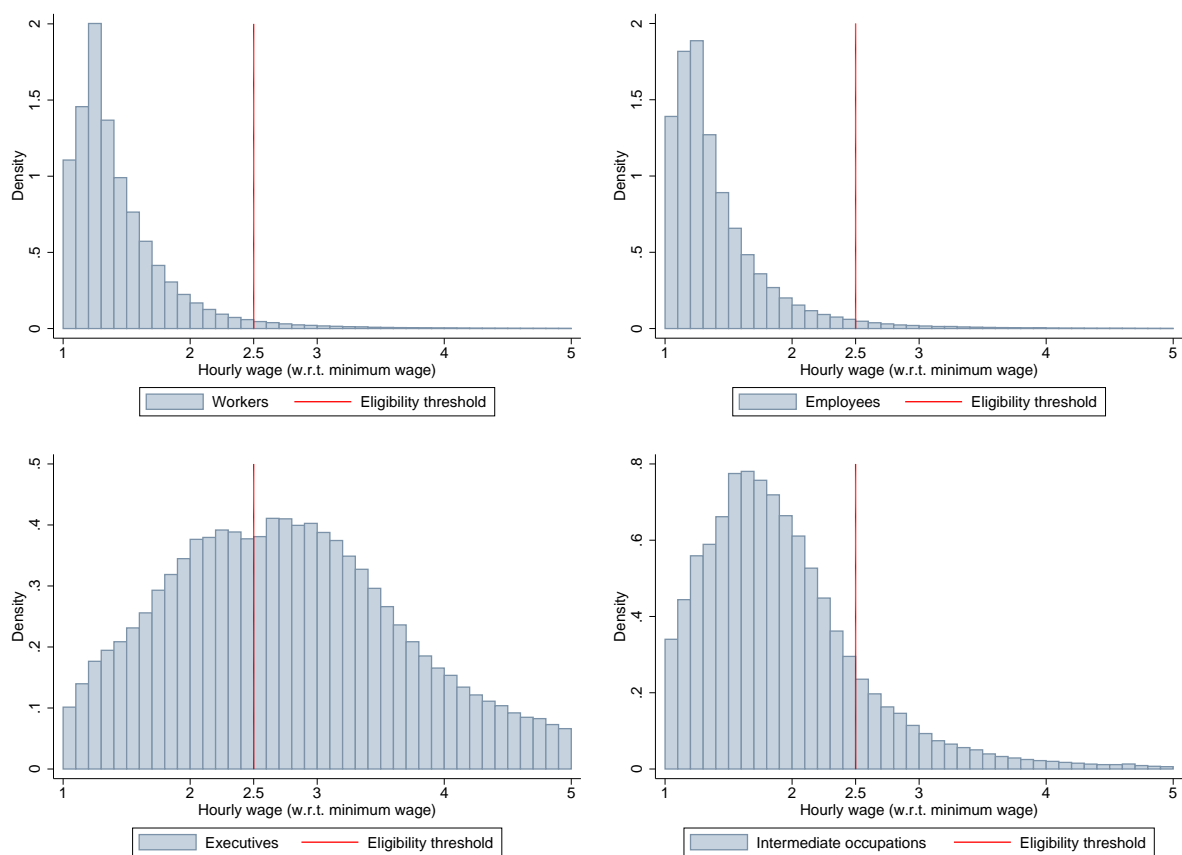 Density
2
1.5
1
.5
0
1 2 2.5 3 4 5
Hourly wage (w.r.t. minimum wage)
Workers Eligibility threshold
Density
2
1.5
1
.5
0
1 2 2.5 3 4 5
Hourly wage (w.r.t. minimum wage)
Employees Eligibility threshold
Density
.5
.4
.3
.2
.1
0
1 2 2.5 3 4 5
Hourly wage (w.r.t. minimum wage)
Executives Eligibility threshold
Density
.8
.6
.4
.2
0
1 2 2.5 3 4 5
Hourly wage (w.r.t. minimum wage)
Intermediate occupations Eligibility threshold